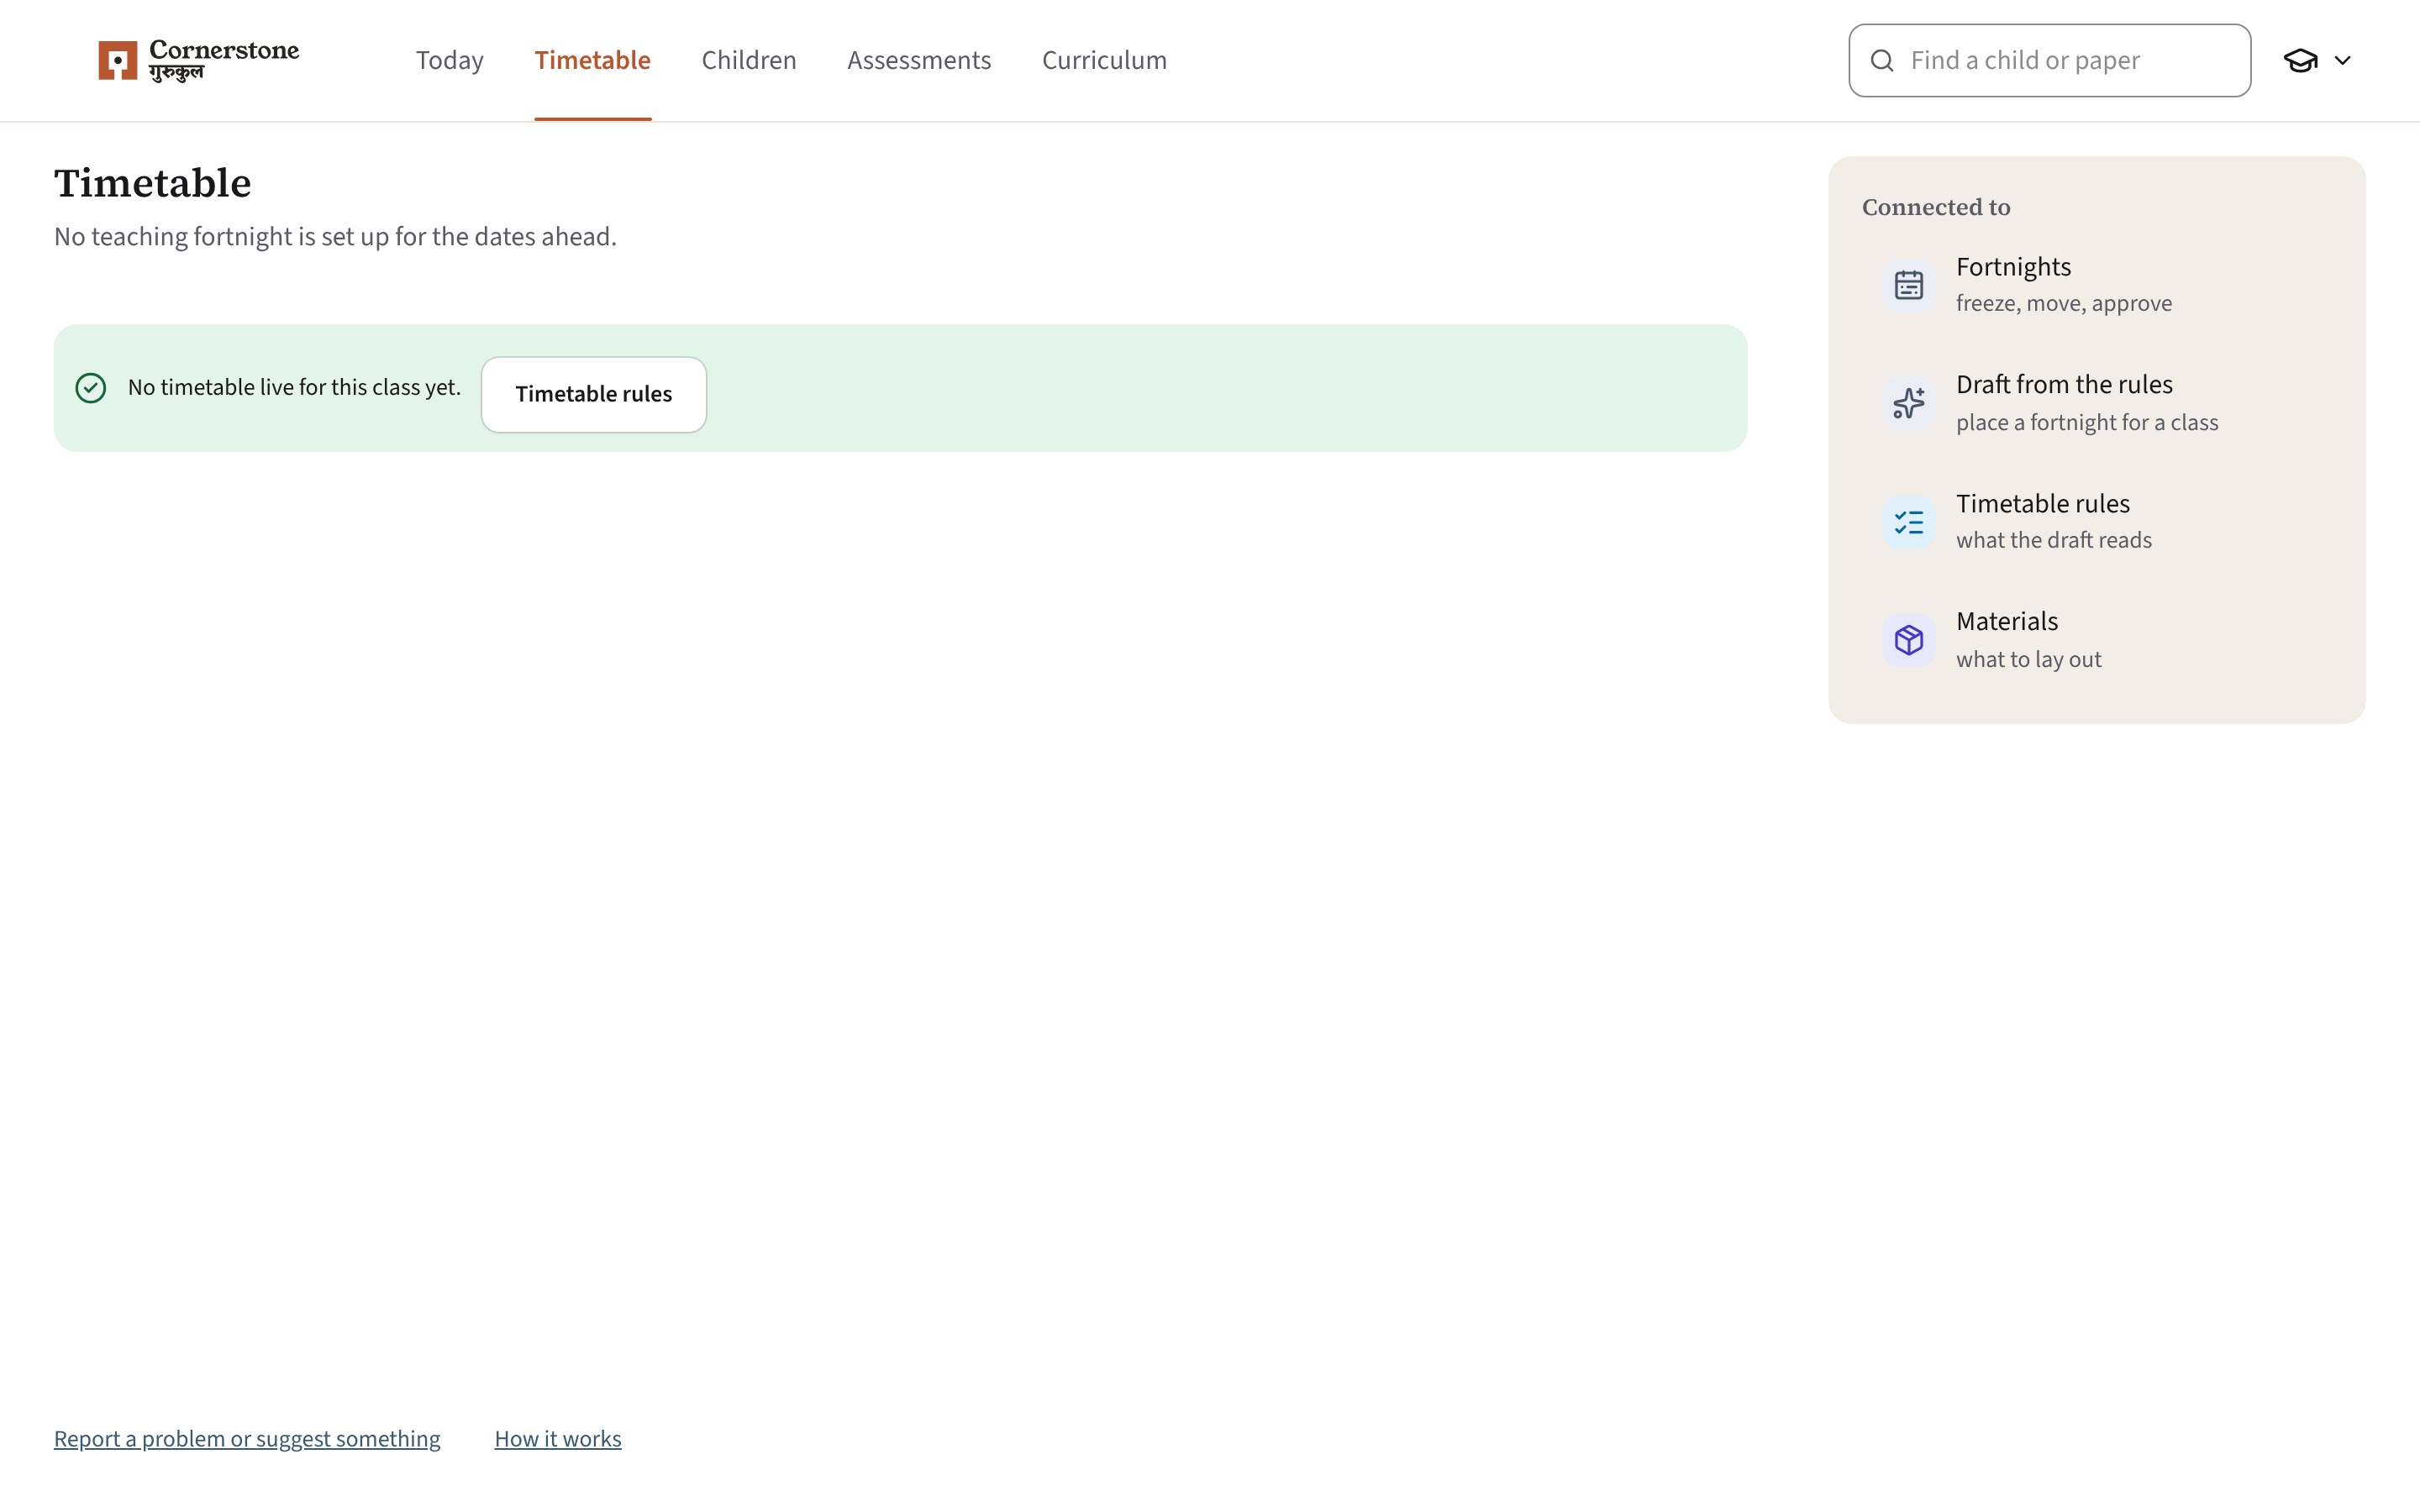 Cornerstone
गुरुकुल
Today
Timetable
Children
Assessments
Curriculum
Find a child or paper
Timetable
No teaching fortnight is set up for the dates ahead.
No timetable live for this class yet.
Timetable rules
Connected to
Fortnights
freeze, move, approve
Draft from the rules
place a fortnight for a class
Timetable rules
what the draft reads
Materials
what to lay out
Report a problem or suggest something
How it works